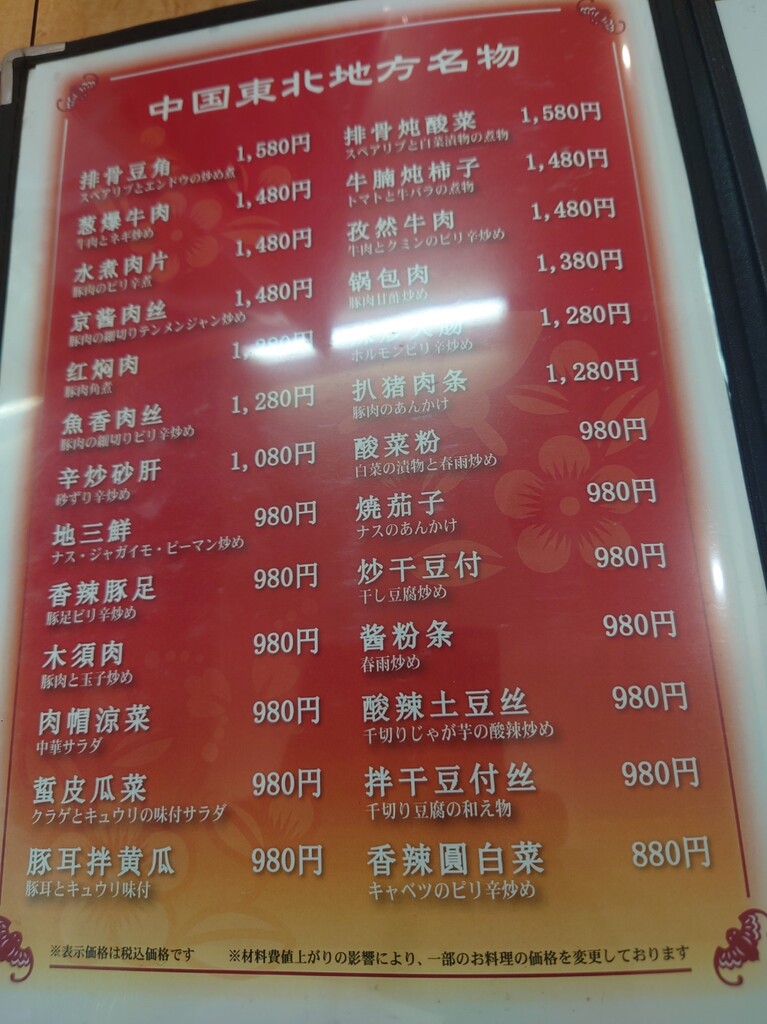 中国東北地方名物
排骨豆角 1,580円
スペアリブとエンドウの炒め煮
葱爆牛肉 1,480円
牛肉とネギ炒め
水煮肉片 1,480円
豚肉のピリ辛煮
京酱肉丝 1,480円
豚肉の細切りテンメンジャン炒め
红焖肉
豚肉角煮
魚香肉丝 1,280円
豚肉の細切りピリ辛炒め
辛炒砂肝 1,080円
砂ずり辛炒め
地三鮮 980円
ナス・ジャガイモ・ピーマン炒め
香辣豚足 980円
豚足ピリ辛炒め
木須肉 980円
豚肉と玉子炒め
肉帽涼菜 980円
中華サラダ
蜇皮瓜菜 980円
クラゲとキュウリの味付サラダ
豚耳拌黄瓜 980円
豚耳とキュウリ味付
排骨炖酸菜 1,580円
スペアリブと白菜漬物の煮物
牛腩炖柿子 1,480円
トマトと牛バラの煮物
孜然牛肉 1,480円
牛肉とクミンのピリ辛炒め
锅包肉 1,380円
豚肉甘酢炒め
1,280円
ホルモンピリ辛炒め
扒猪肉条 1,280円
豚肉のあんかけ
酸菜粉 980円
白菜の漬物と春雨炒め
焼茄子 980円
ナスのあんかけ
炒干豆付 980円
干し豆腐炒め
酱粉条 980円
春雨炒め
酸辣土豆丝 980円
千切りじゃが芋の酸辣炒め
拌干豆付丝 980円
千切り豆腐の和え物
香辣圓白菜 880円
キャベツのピリ辛炒め
※表示価格は税込価格です ※材料費値上がりの影響により、一部のお料理の価格を変更しております